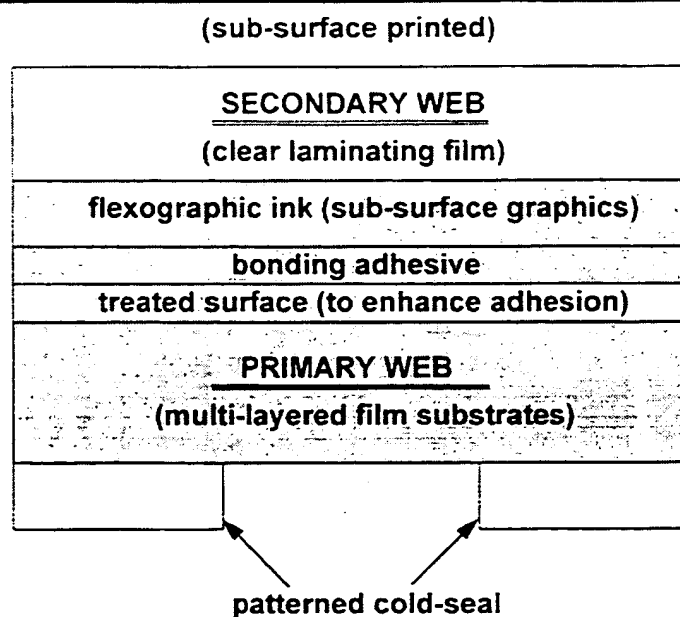 (sub-surface printed)
SECONDARY WEB
(clear laminating film)
flexographic ink (sub-surface graphics)
bonding adhesive
treated surface (to enhance adhesion)
PRIMARY WEB
(multi-layered film substrates)
patterned cold-seal